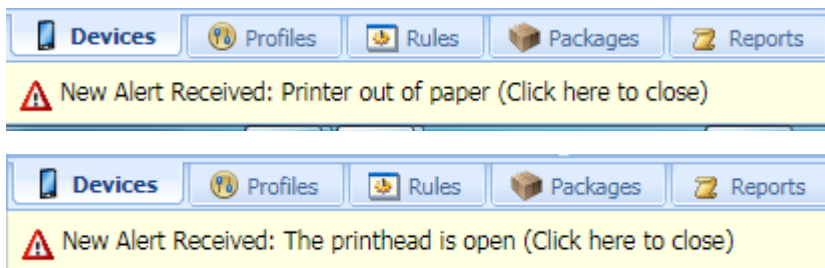 Devices Profiles Rules Packages Reports
New Alert Received: Printer out of paper (Click here to close)
Devices Profiles Rules Packages Reports
New Alert Received: The printhead is open (Click here to close)